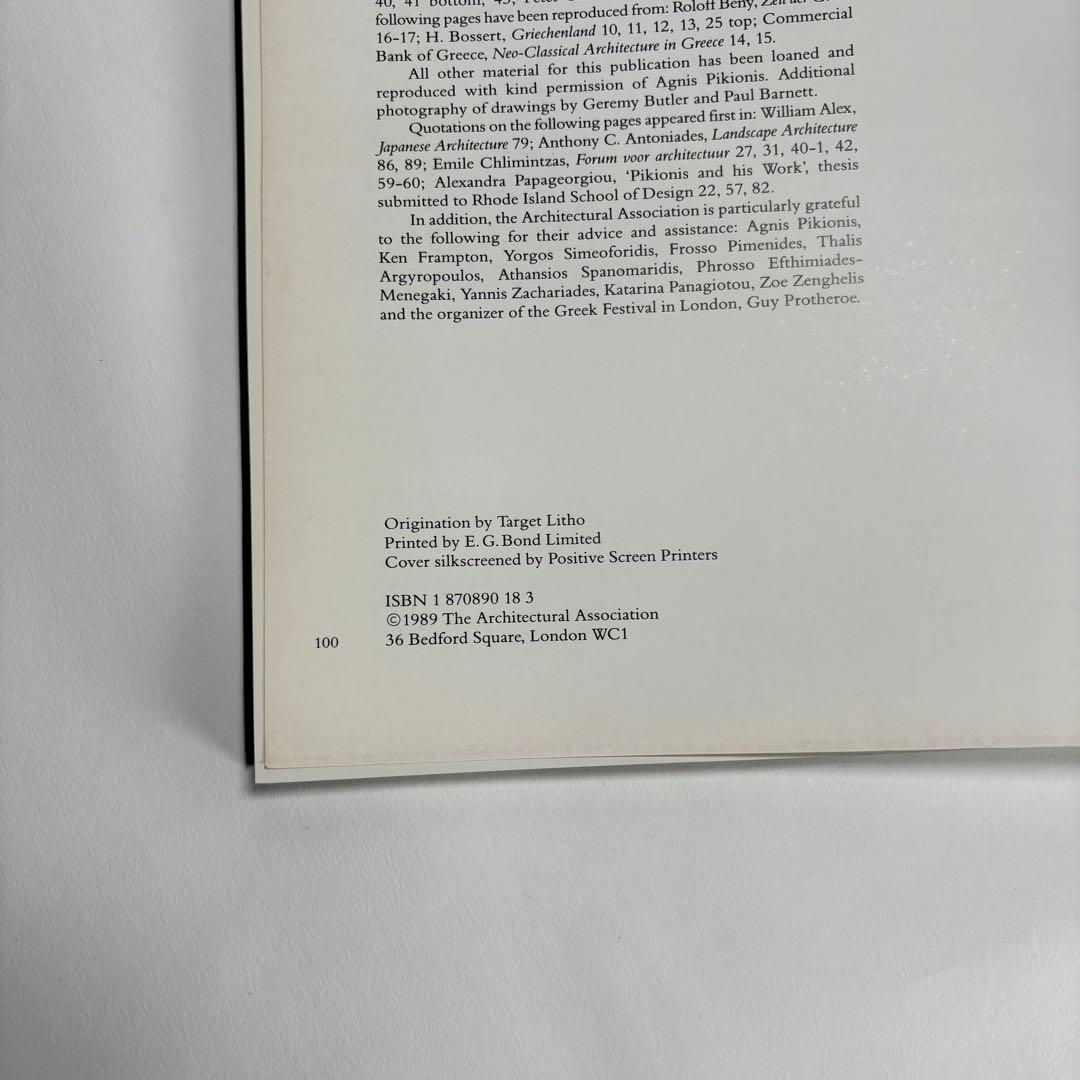 following pages have been reproduced from: Roloff Beny,
16–17; H. Bossert, Griechenland 10, 11, 12, 13, 25 top; Commercial
Bank of Greece, Neo-Classical Architecture in Greece 14, 15.
All other material for this publication has been loaned and
reproduced with kind permission of Agnis Pikionis. Additional
photography of drawings by Geremy Butler and Paul Barnett.
Quotations on the following pages appeared first in: William Alex,
Japanese Architecture 79; Anthony C. Antoniades, Landscape Architecture
86, 89; Emile Chlimintzas, Forum voor architectuur 27, 31, 40–1, 42,
59–60; Alexandra Papageorgiou, ‘Pikionis and his Work’, thesis
submitted to Rhode Island School of Design 22, 57, 82.
In addition, the Architectural Association is particularly grateful
to the following for their advice and assistance: Agnis Pikionis,
Ken Frampton, Yorgos Simeoforidis, Frosso Pimenides, Thalis
Argyropoulos, Athansios Spanomaridis, Phrosso Efthimiades–
Menegaki, Yannis Zachariades, Katarina Panagiotou, Zoe Zenghelis
and the organizer of the Greek Festival in London, Guy Protheroe.
Origination by Target Litho
Printed by E. G. Bond Limited
Cover silkscreened by Positive Screen Printers
ISBN 1 870890 18 3
©1989 The Architectural Association
36 Bedford Square, London WC1
100